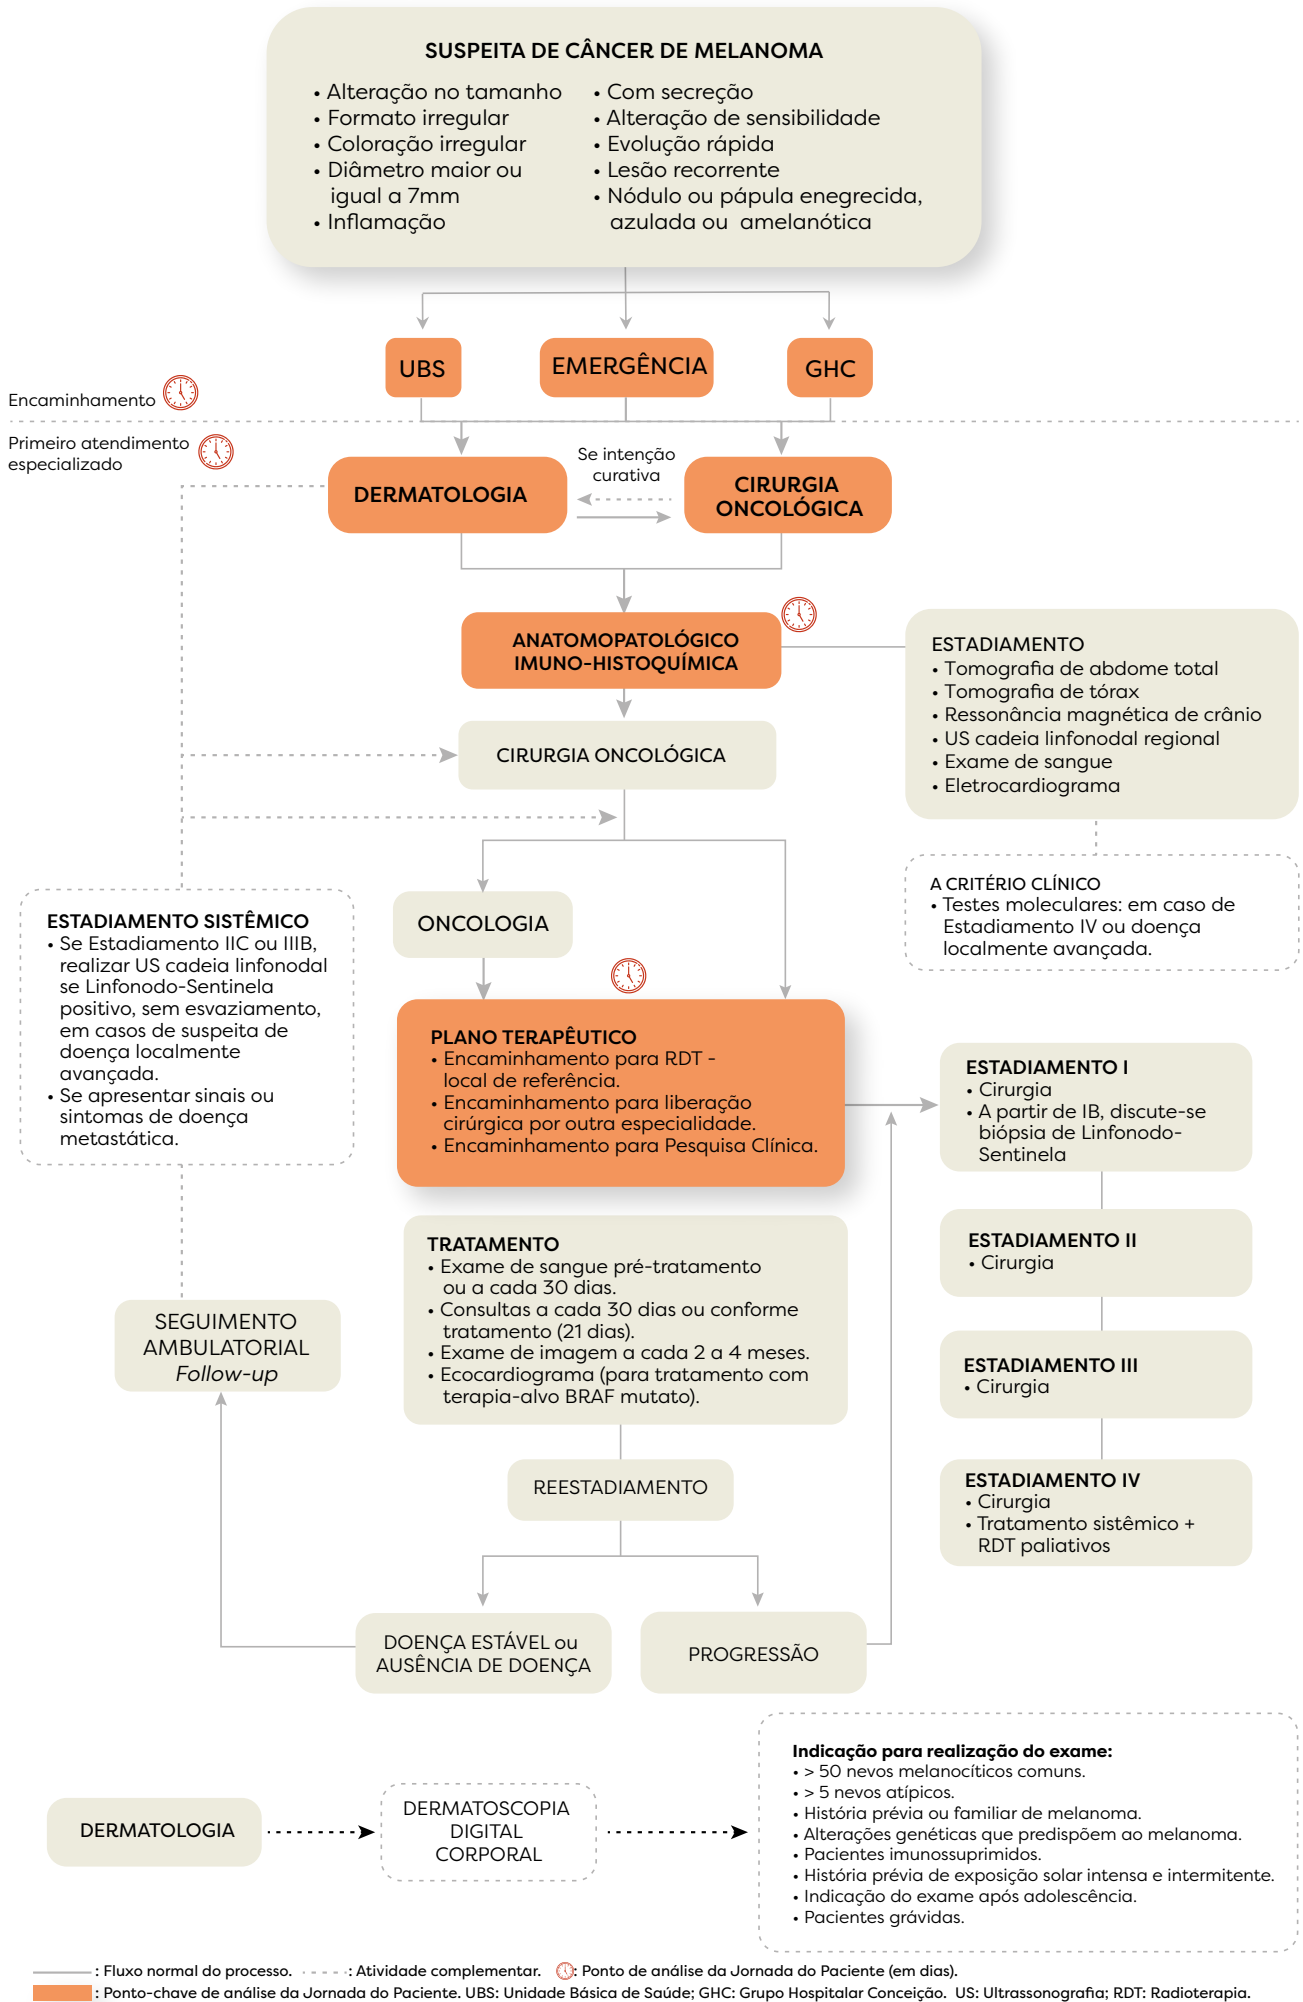 SUSPEITA DE CÂNCER DE MELANOMA
• Alteração no tamanho
• Formato irregular
• Coloração irregular
• Diâmetro maior ou
igual a 7mm
• Inflamação
• Com secreção
• Alteração de sensibilidade
• Evolução rápida
• Lesão recorrente
• Nódulo ou pápula enegrecida,
azulada ou amelanótica
UBS
EMERGÊNCIA
GHC
Encaminhamento
Primeiro atendimento
especializado
DERMATOLOGIA
Se intenção
curativa
CIRURGIA
ONCOLÓGICA
ANATOMOPATOLÓGICO
IMUNO-HISTOQUÍMICA
ESTADIAMENTO
• Tomografia de abdome total
• Tomografia de tórax
• Ressonância magnética de crânio
• US cadeia linfonodal regional
• Exame de sangue
• Eletrocardiograma
CIRURGIA ONCOLÓGICA
A CRITÉRIO CLÍNICO
• Testes moleculares: em caso de
Estadiamento IV ou doença
localmente avançada.
ESTADIAMENTO SISTÊMICO
• Se Estadiamento IIC ou IIIB,
realizar US cadeia linfonodal
se Linfonodo-Sentinela
positivo, sem esvaziamento,
em casos de suspeita de
doença localmente
avançada.
• Se apresentar sinais ou
sintomas de doença
metastática.
ONCOLOGIA
PLANO TERAPÊUTICO
• Encaminhamento para RDT -
local de referência.
• Encaminhamento para liberação
cirúrgica por outra especialidade.
• Encaminhamento para Pesquisa Clínica.
ESTADIAMENTO I
• Cirurgia
• A partir de IB, discute-se
biópsia de Linfonodo-
Sentinela
ESTADIAMENTO II
• Cirurgia
ESTADIAMENTO III
• Cirurgia
ESTADIAMENTO IV
• Cirurgia
• Tratamento sistêmico +
RDT paliativos
TRATAMENTO
• Exame de sangue pré-tratamento
ou a cada 30 dias.
• Consultas a cada 30 dias ou conforme
tratamento (21 dias).
• Exame de imagem a cada 2 a 4 meses.
• Ecocardiograma (para tratamento com
terapia-alvo BRAF mutato).
SEGUIMENTO
AMBULATORIAL
Follow-up
REESTADIAMENTO
DOENÇA ESTÁVEL ou
AUSÊNCIA DE DOENÇA
PROGRESSÃO
DERMATOLOGIA
DERMATOSCOPIA
DIGITAL
CORPORAL
Indicação para realização do exame:
• > 50 nevos melanocíticos comuns.
• > 5 nevos atípicos.
• História prévia ou familiar de melanoma.
• Alterações genéticas que predispõem ao melanoma.
• Pacientes imunossuprimidos.
• História prévia de exposição solar intensa e intermitente.
• Indicação do exame após adolescência.
• Pacientes grávidas.
: Fluxo normal do processo. : Atividade complementar. : Ponto de análise da Jornada do Paciente (em dias).
: Ponto-chave de análise da Jornada do Paciente. UBS: Unidade Básica de Saúde; GHC: Grupo Hospitalar Conceição. US: Ultrassonografia; RDT: Radioterapia.